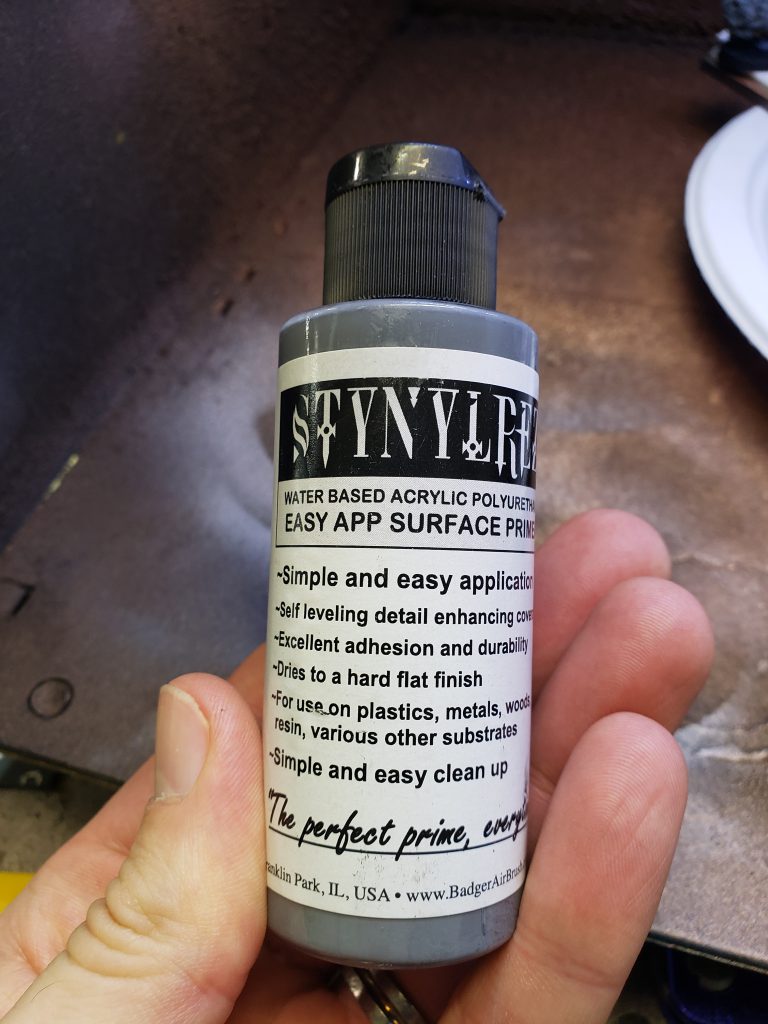 STYNYLREZ
WATER BASED ACRYLIC POLYURETHA
EASY APP SURFACE PRIME
~Simple and easy application
~Self leveling detail enhancing cover
~Excellent adhesion and durability
~Dries to a hard flat finish
~For use on plastics, metals, woods,
resin, various other substrates
~Simple and easy clean up
"The perfect prime, every
ranklin Park, IL, USA • www.BadgerAirBrush